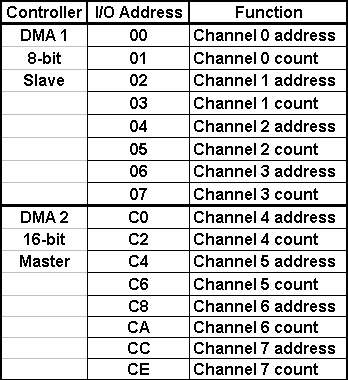 Controller I/O Address Function
DMA 1 00 Channel 0 address
8-bit 01 Channel 0 count
Slave 02 Channel 1 address
03 Channel 1 count
04 Channel 2 address
05 Channel 2 count
06 Channel 3 address
07 Channel 3 count
DMA 2 C0 Channel 4 address
16-bit C2 Channel 4 count
Master C4 Channel 5 address
C6 Channel 5 count
C8 Channel 6 address
CA Channel 6 count
CC Channel 7 address
CE Channel 7 count